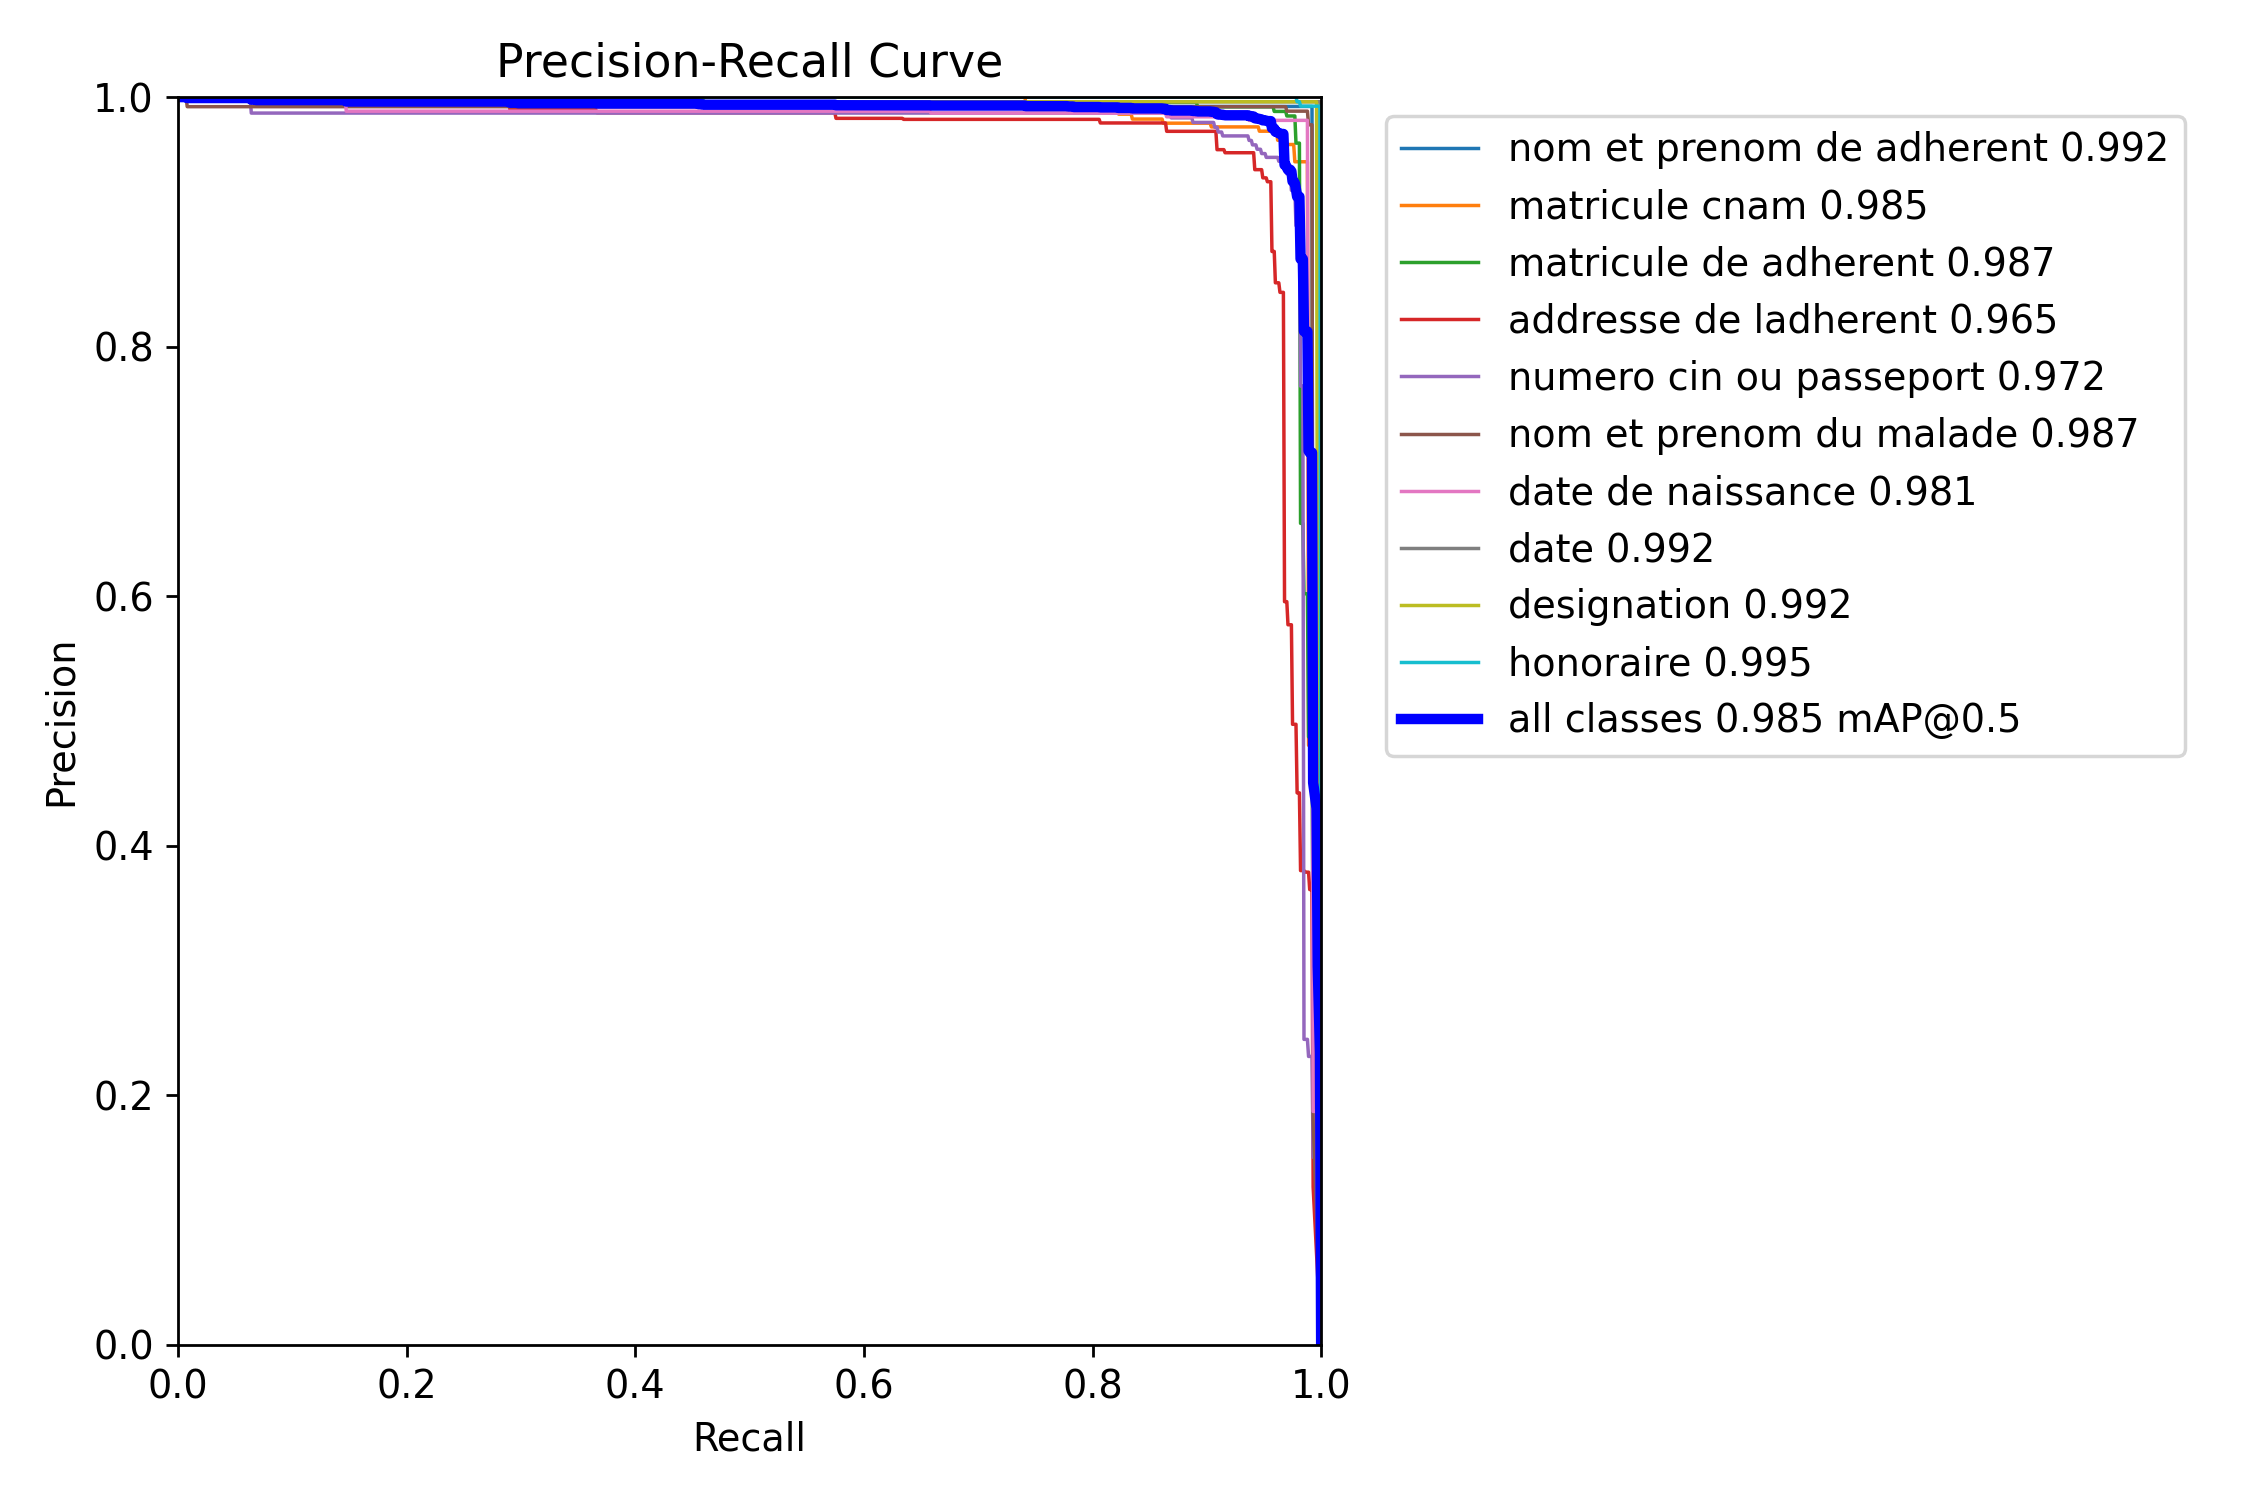 Precision-Recall Curve
1.0
0.8
0.6
0.4
0.2
0.0
Precision
0.0 0.2 0.4 0.6 0.8 1.0
Recall
nom et prenom de adherent 0.992
matricule cnam 0.985
matricule de adherent 0.987
addresse de ladherent 0.965
numero cin ou passeport 0.972
nom et prenom du malade 0.987
date de naissance 0.981
date 0.992
designation 0.992
honoraire 0.995
all classes 0.985 mAP@0.5